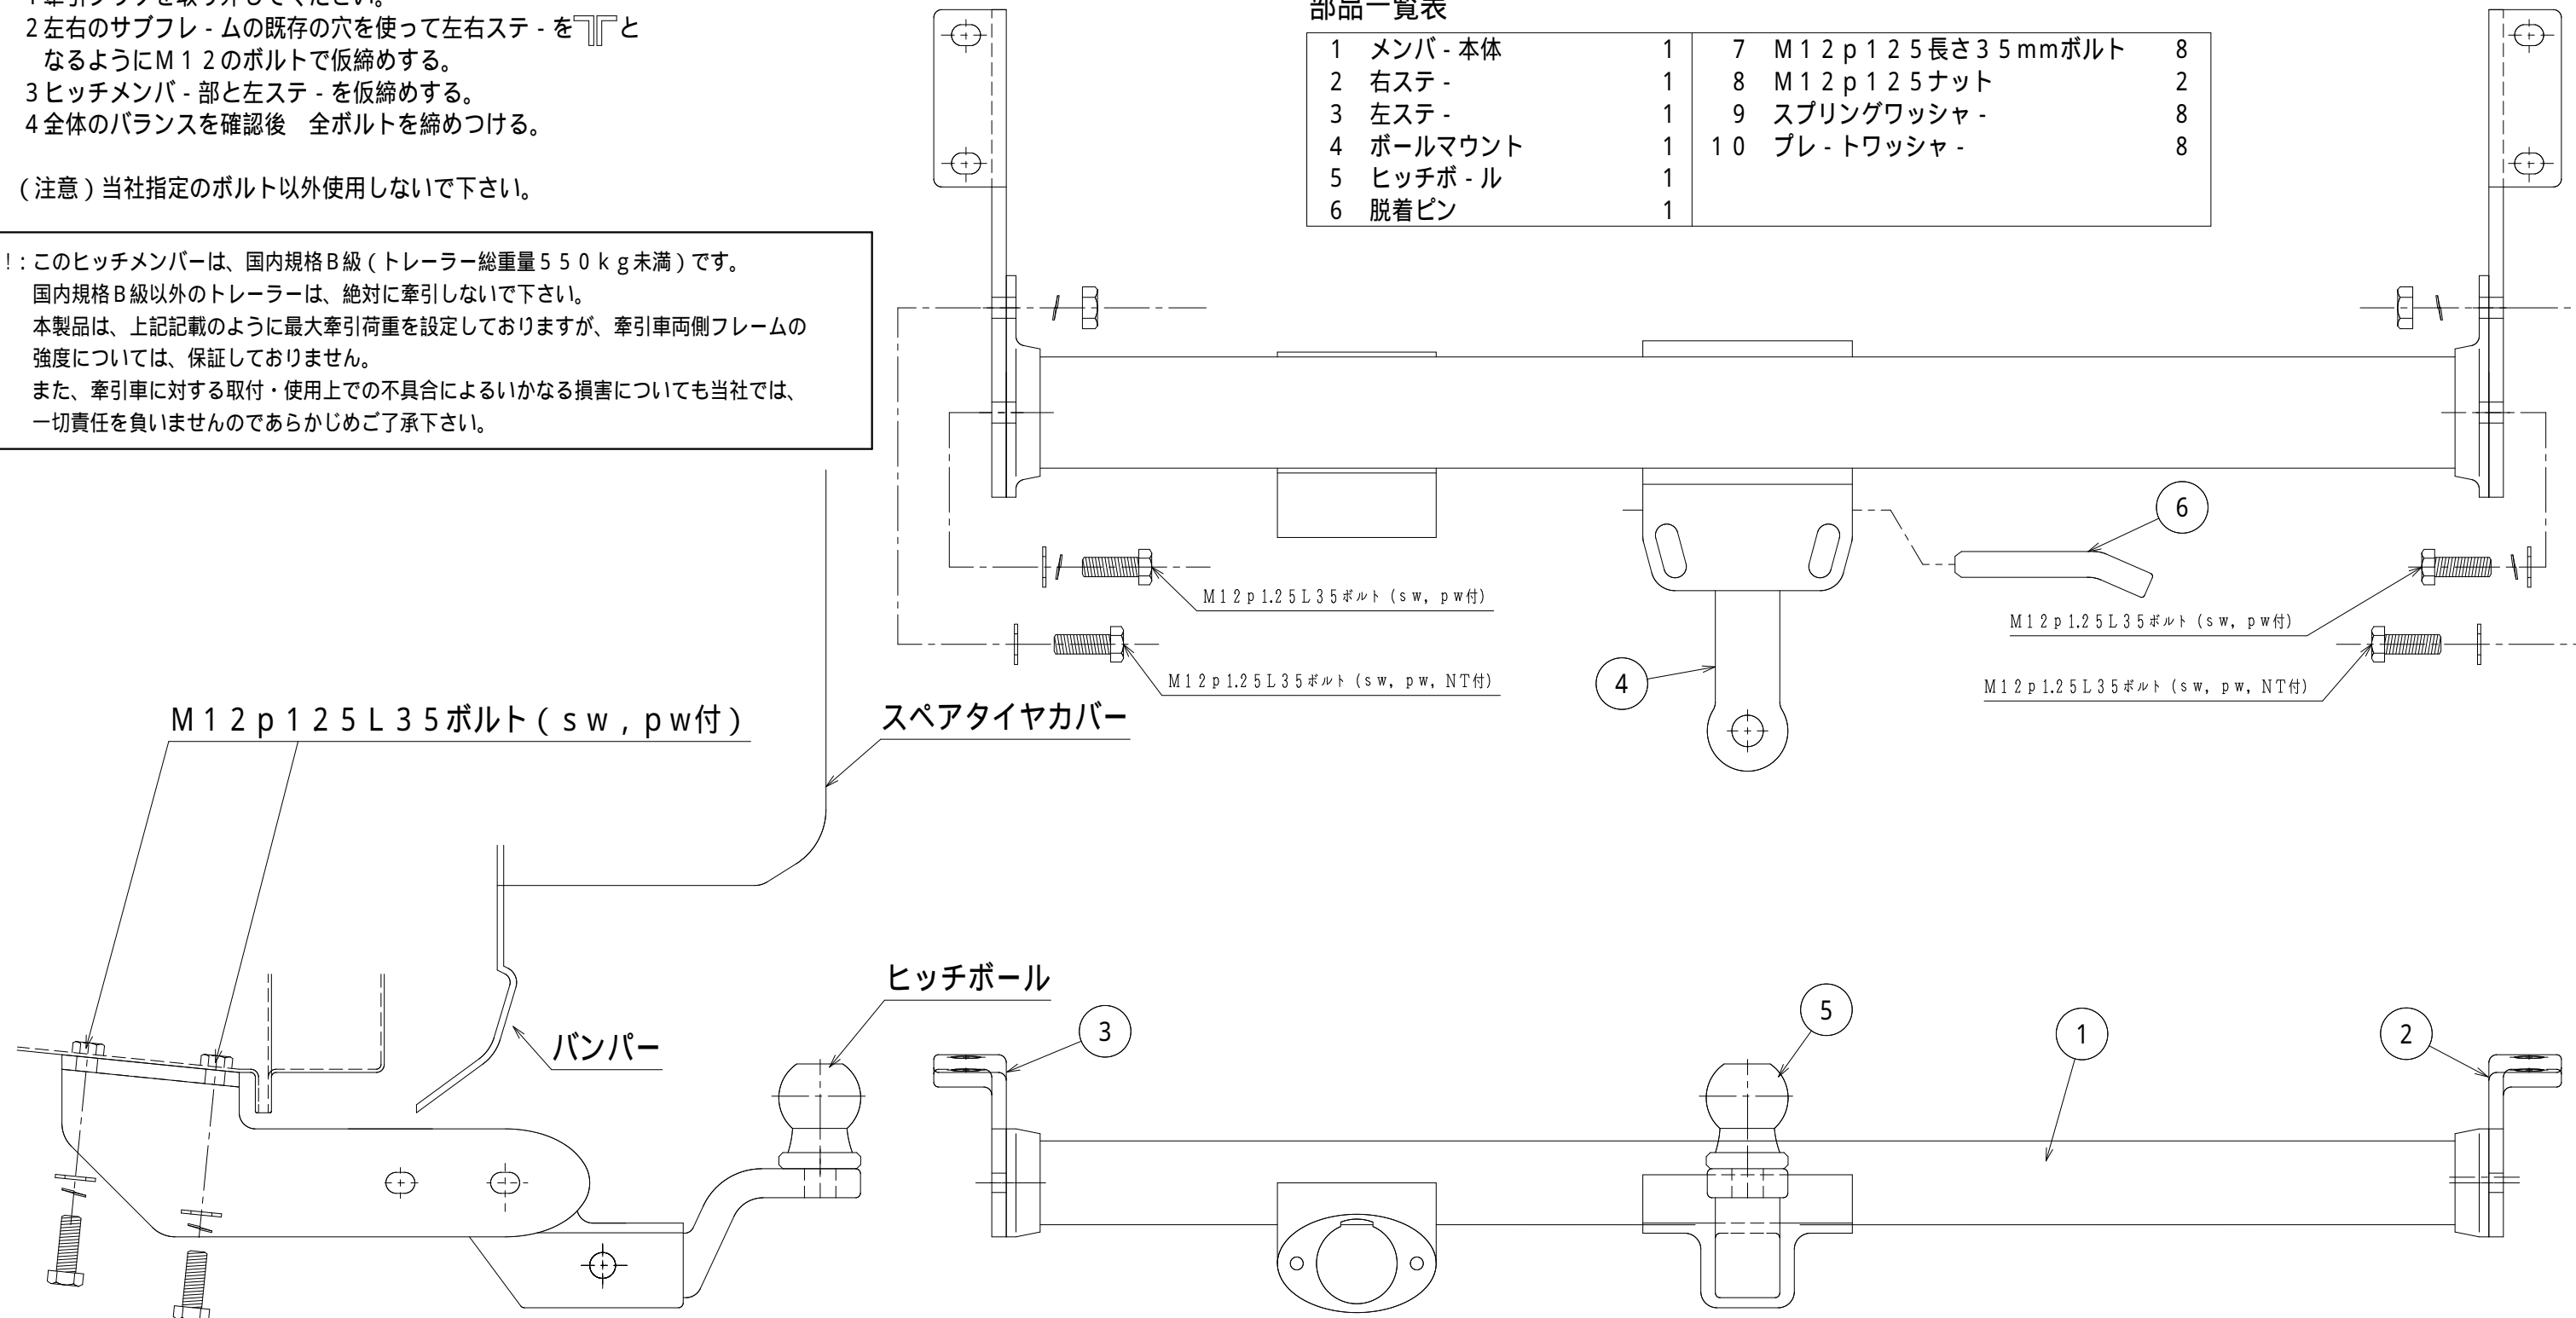 2左右のサブフレ-ムの既存の穴を使って左右ステ-を と
なるようにM12のボルトで仮締めする。
3ヒッチメンバ-部と左ステ-を仮締めする。
4全体のバランスを確認後　全ボルトを締めつける。
(注意)当社指定のボルト以外使用しないで下さい。
!:このヒッチメンバーは、国内規格B級(トレーラー総重量550kg未満)です。
国内規格B級以外のトレーラーは、絶対に牽引しないで下さい。
本製品は、上記記載のように最大牽引荷重を設定しておりますが、牽引車両側フレームの
強度については、保証しておりません。
また、牽引車に対する取付・使用上での不具合によるいかなる損害についても当社では、
一切責任を負いませんのであらかじめご了承下さい。
部品一覧表
1 メンバ-本体 1 7 M12p125長さ35mmボルト 8
2 右ステ- 1 8 M12p125ナット 2
3 左ステ- 1 9 スプリングワッシャ- 8
4 ボールマウント 1 10 プレ-トワッシャ- 8
5 ヒッチボ-ル 1
6 脱着ピン 1
6
M12p1.25L35ボルト(sw,pw付)
M12p1.25L35ボルト(sw,pw付)
4
M12p1.25L35ボルト(sw,pw,NT付)
M12p1.25L35ボルト(sw,pw,NT付)
M12p125L35ボルト(sw,pw付)
スペアタイヤカバー
ヒッチボール
バンパー
3
5
1
2